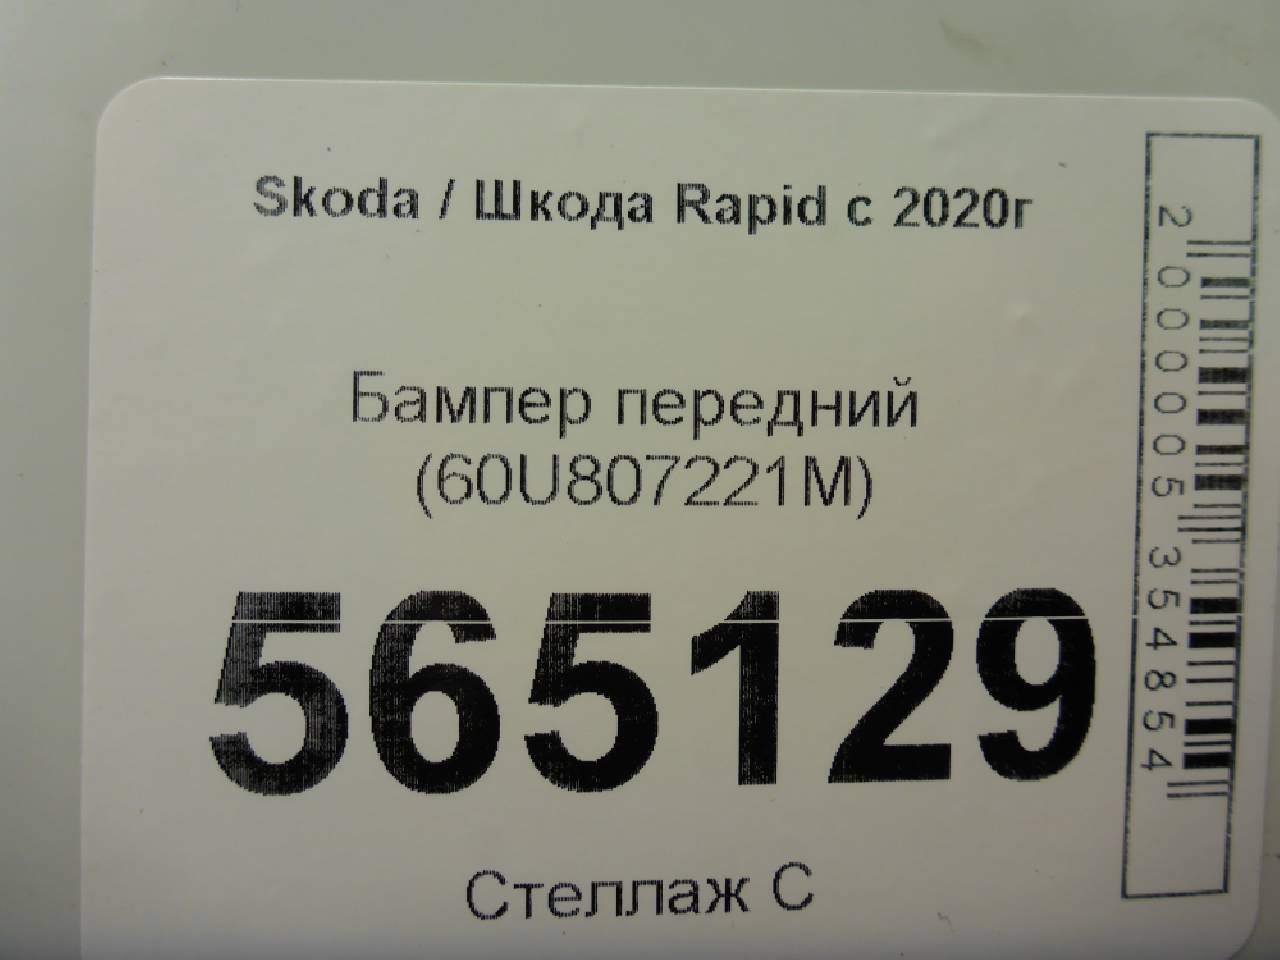 Skoda / Шкода Rapid с 2020г
Бампер передний
(60U807221M)
565129
Стеллаж С
2000005354854